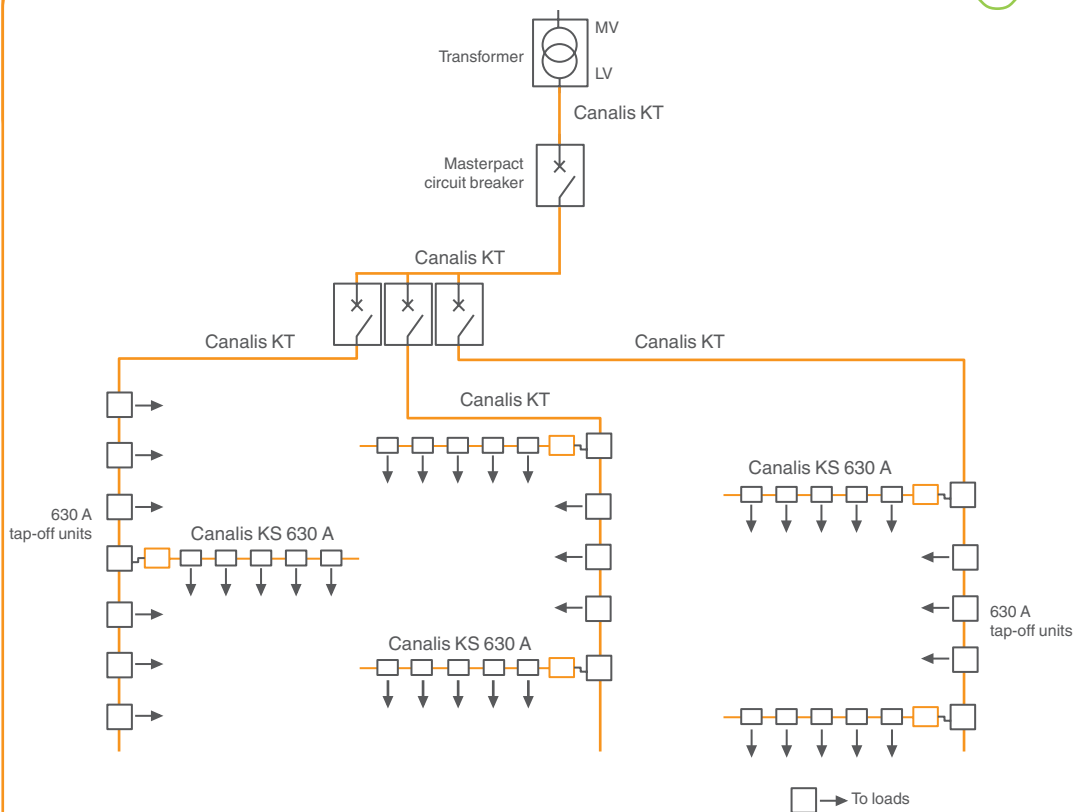 MV
Transformer
LV
Canalis KT
Masterpact
circuit breaker
Canalis KT
Canalis KT
Canalis KT
Canalis KT
Canalis KS 630 A
630 A
tap-off units
Canalis KS 630 A
630 A
tap-off units
Canalis KS 630 A
To loads